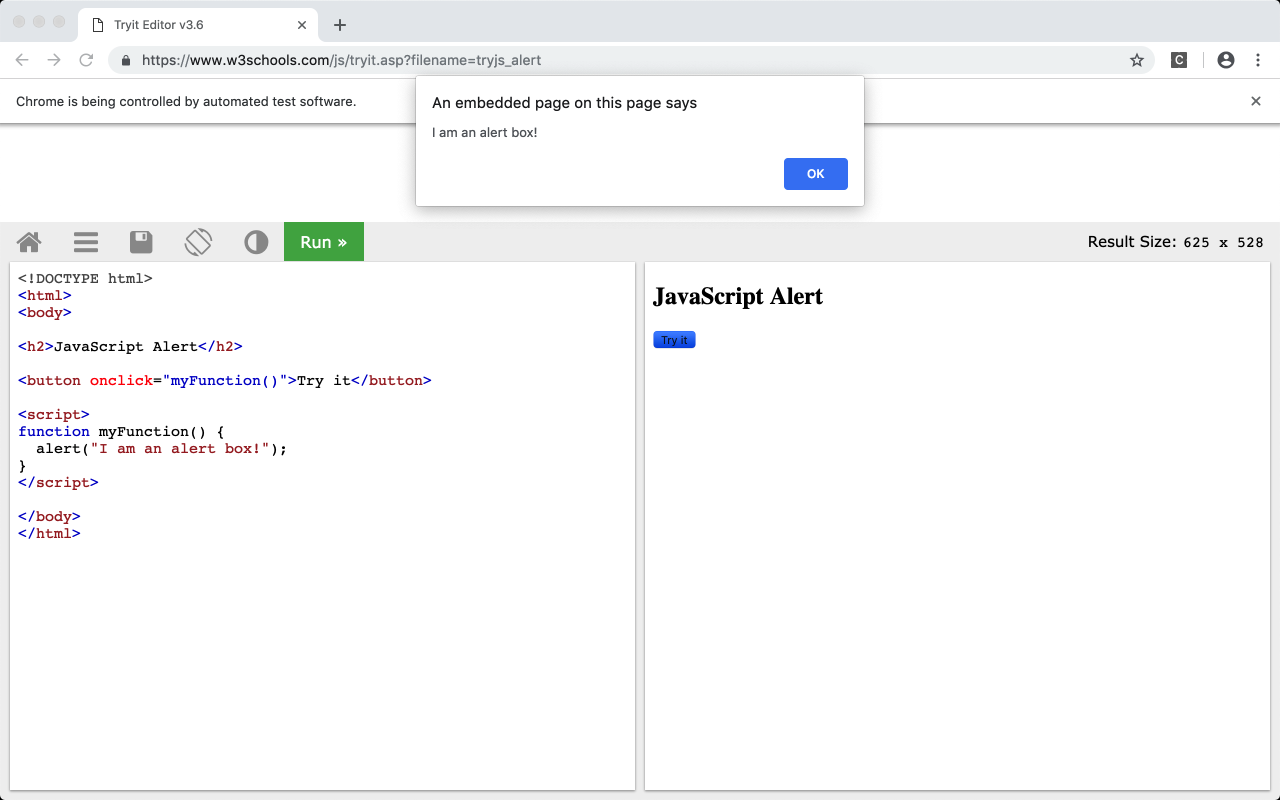 Tryit Editor v3.6
https://www.w3schools.com/js/tryit.asp?filename=tryjs_alert
C
Chrome is being controlled by automated test software.
An embedded page on this page says
I am an alert box!
OK
Run »
Result Size: 625 x 528
<!DOCTYPE html>
<html>
<body>
<h2>JavaScript Alert</h2>
<button onclick="myFunction()">Try it</button>
<script>
function myFunction() {
  alert("I am an alert box!");
}
</script>
</body>
</html>
JavaScript Alert
Try it